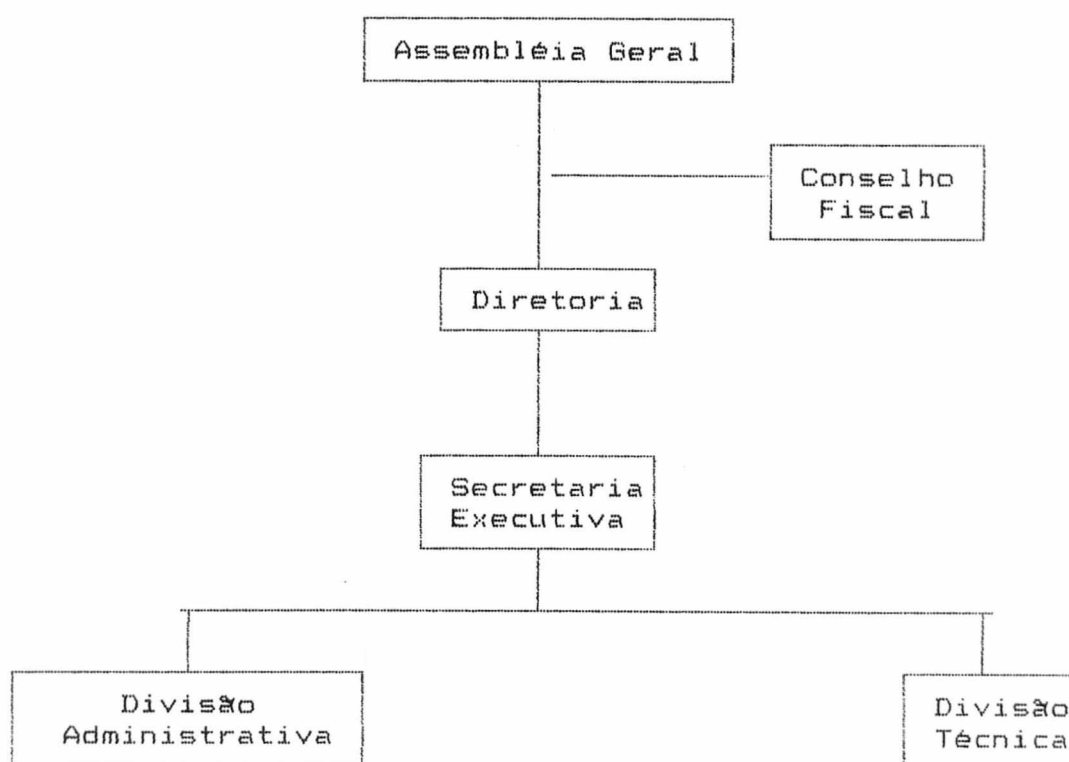 Assembléia Geral
Conselho
Fiscal
Diretoria
Secretaria
Executiva
Divisão
Administrativa
Divisão
Técnica